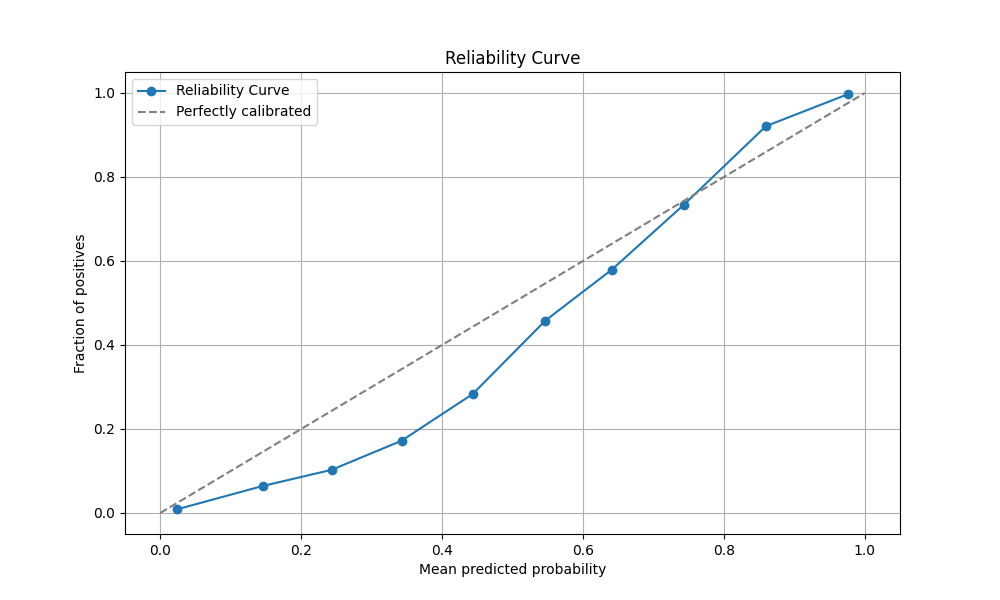 Reliability Curve
Reliability Curve
Perfectly calibrated
1.0
0.8
0.6
0.4
0.2
0.0
Fraction of positives
0.0 0.2 0.4 0.6 0.8 1.0
Mean predicted probability